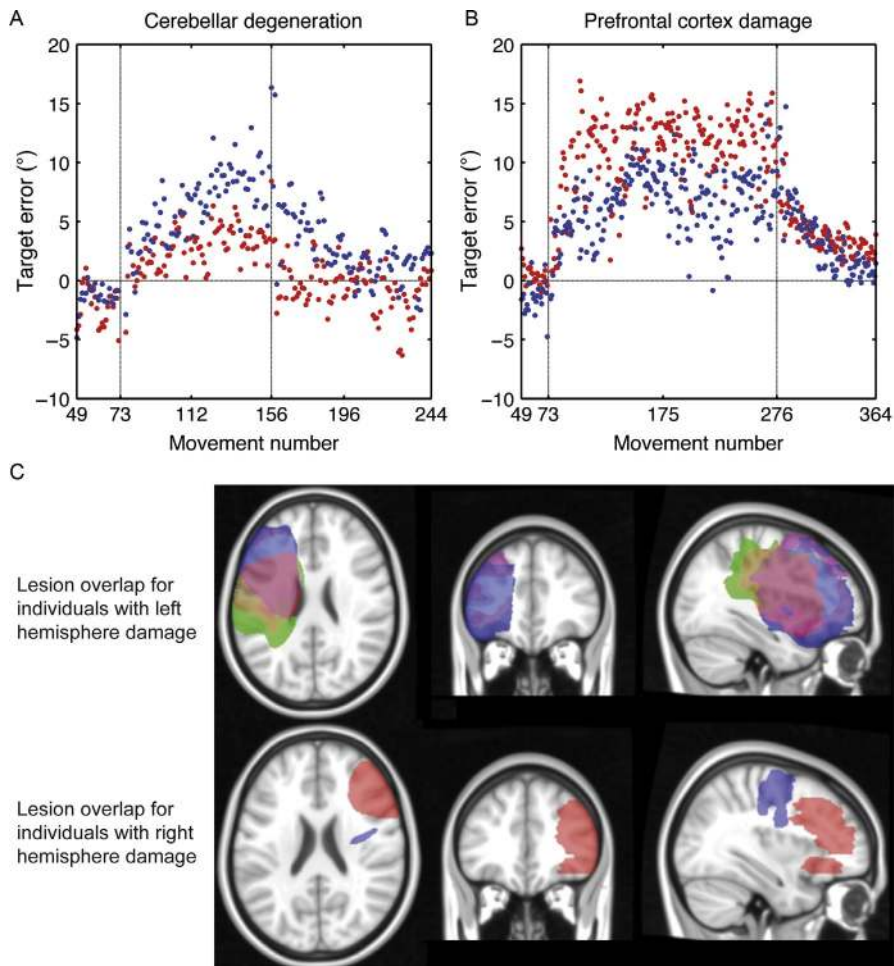 A
Cerebellar degeneration
20
15
10
5
0
−5
−10
Target error (°)
49 73 112 156 196 244
Movement number
B
Prefrontal cortex damage
20
15
10
5
0
−5
−10
Target error (°)
49 73 175 276 364
Movement number
C
Lesion overlap for
individuals with left
hemisphere damage
Lesion overlap for
individuals with right
hemisphere damage